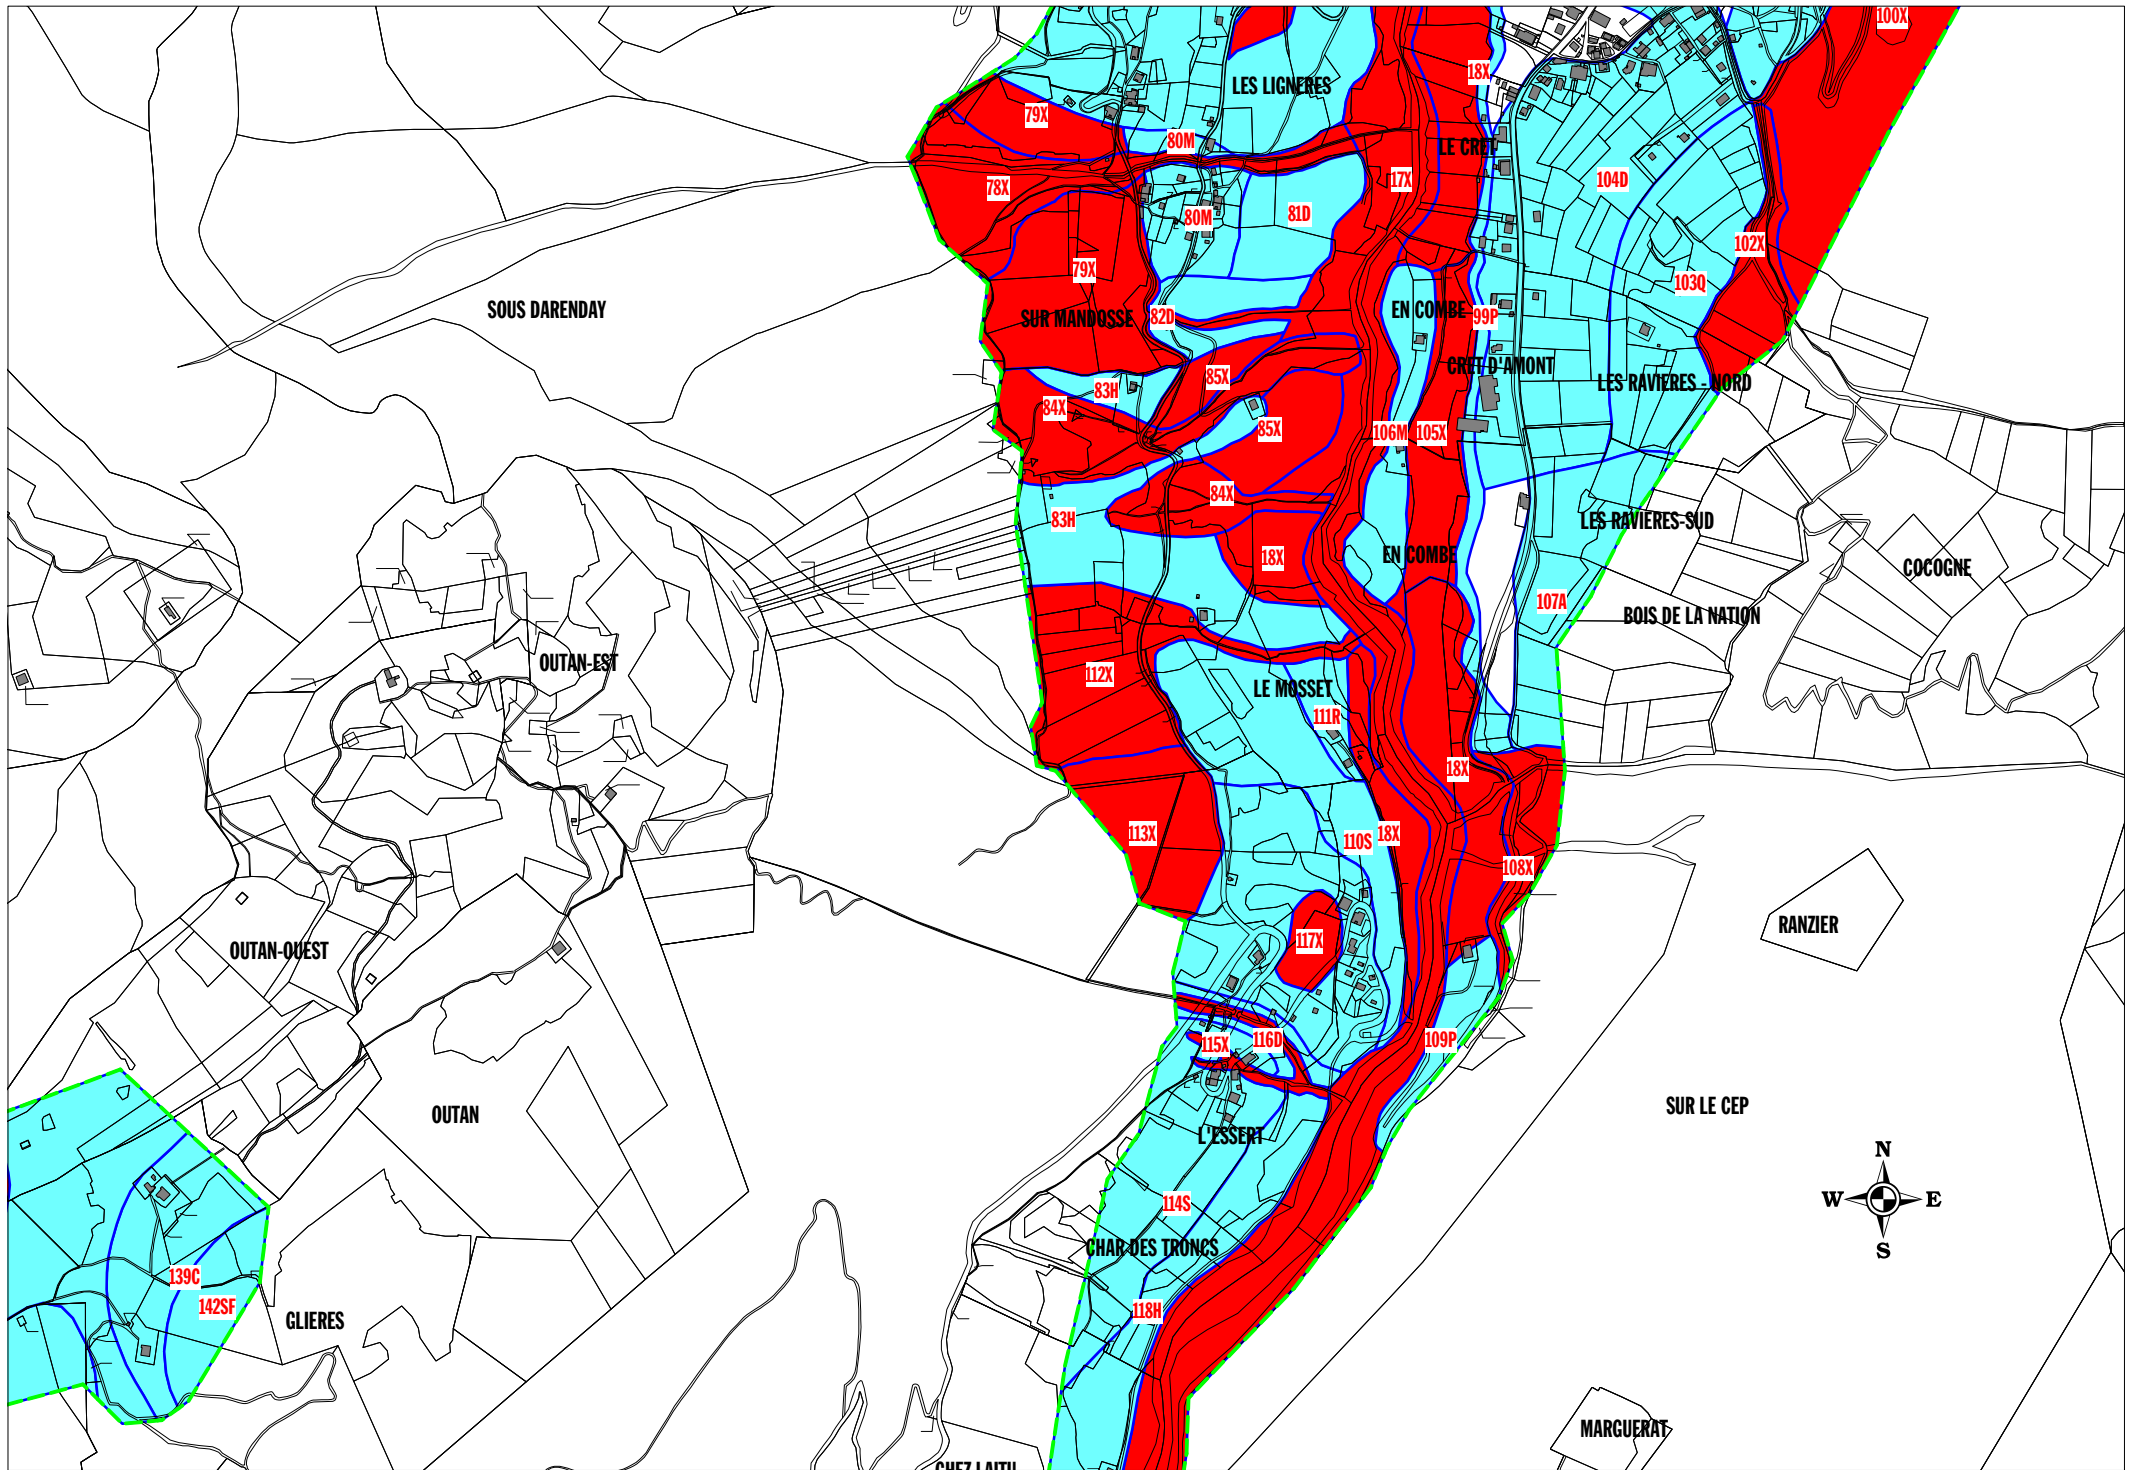 100X
18X
LES LIGNERES
79X
80M
LE CRET
78X
17X
104D
80M
81D
102X
79X
103Q
SOUS DARENDAY
SUR MANDOSSE
82D
EN COMBE
99P
CRET D'AMONT
85X
83H
LES RAVIERES - NORD
84X
85X
106M
105X
84X
83H
LES RAVIERES-SUD
18X
EN COMBE
COCOGNE
107A
BOIS DE LA NATION
OUTAN-EST
112X
LE MOSSET
111R
18X
113X
110S
18X
108X
117X
RANZIER
OUTAN-OUEST
115X
116D
109P
OUTAN
SUR LE CEP
L'ESSERT
N
W
E
S
114S
CHAR DES TRONCS
139C
142SF
118H
GLIERES
MARGUERAT
CHEZ LAITU